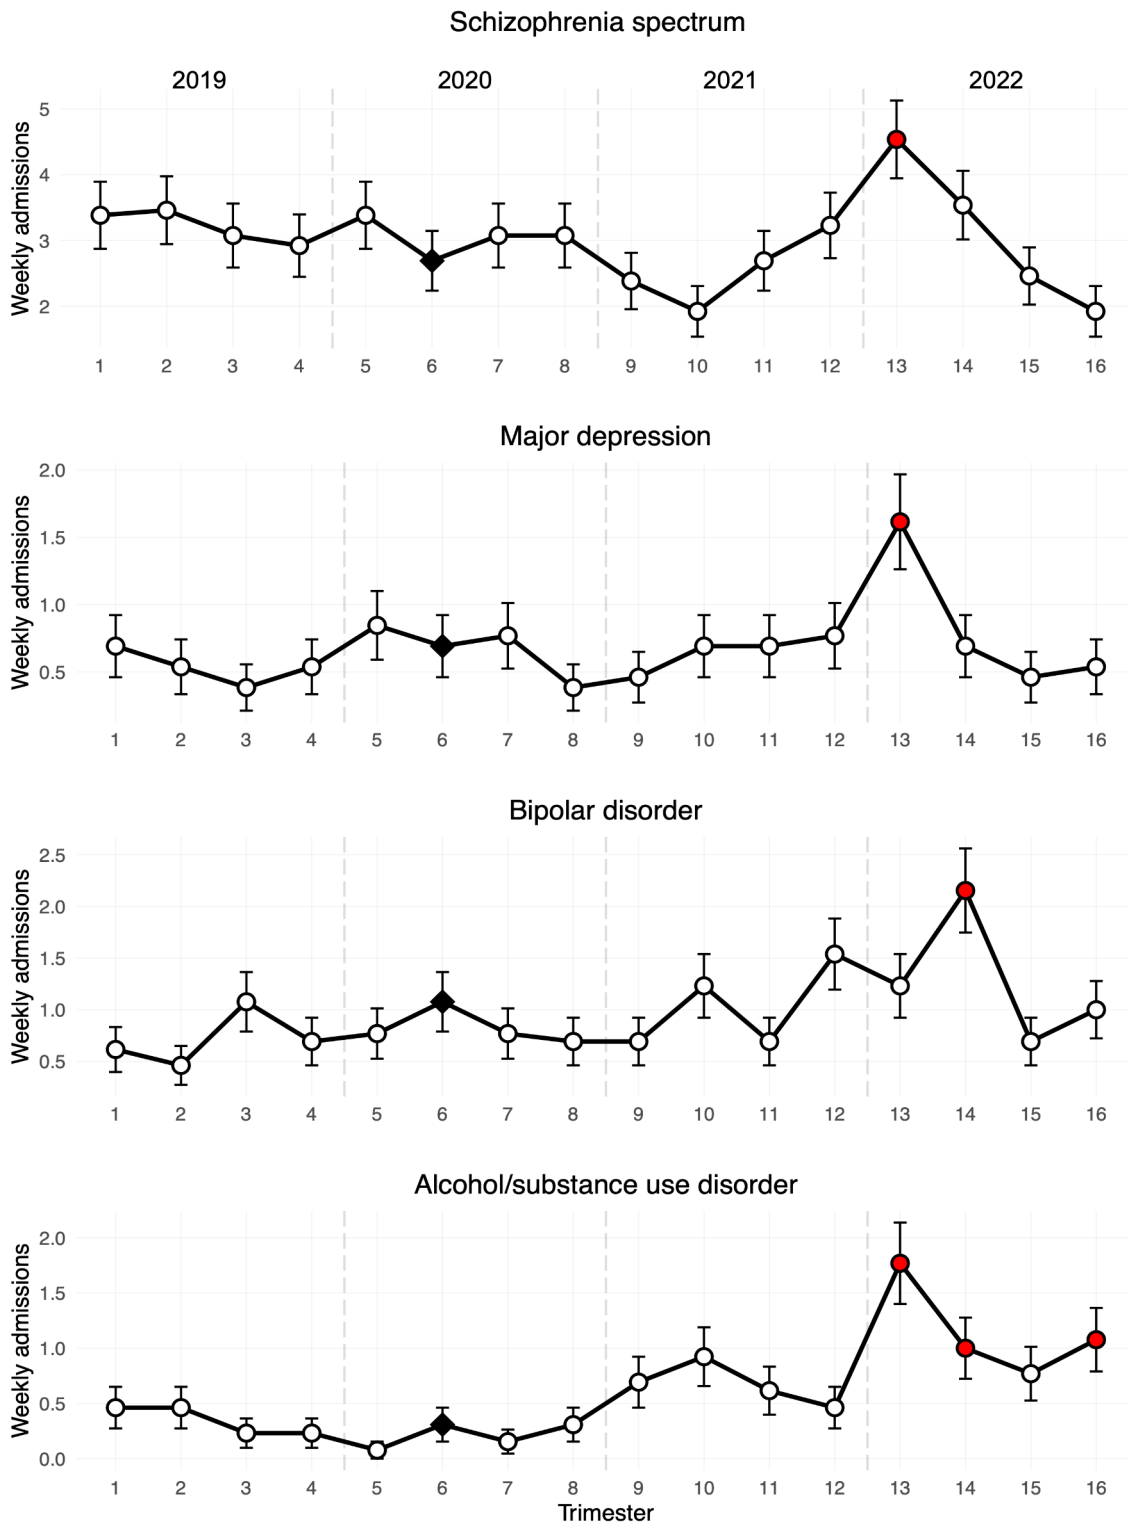 Schizophrenia spectrum
2019 2020 2021 2022
Weekly admissions
5
4
3
2
1 2 3 4 5 6 7 8 9 10 11 12 13 14 15 16
Major depression
Weekly admissions
2.0
1.5
1.0
0.5
1 2 3 4 5 6 7 8 9 10 11 12 13 14 15 16
Bipolar disorder
Weekly admissions
2.5
2.0
1.5
1.0
0.5
1 2 3 4 5 6 7 8 9 10 11 12 13 14 15 16
Alcohol/substance use disorder
Weekly admissions
2.0
1.5
1.0
0.5
0.0
1 2 3 4 5 6 7 8 9 10 11 12 13 14 15 16
Trimester